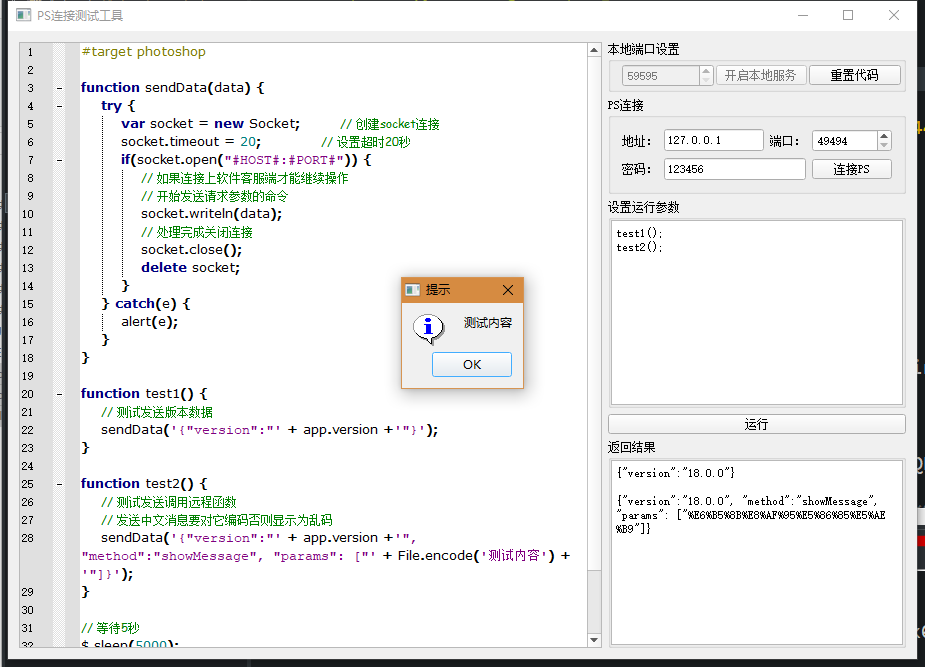 PS连接测试工具
1 #target photoshop
2
3 function sendData(data) {
4 try {
5 var socket = new Socket; // 创建socket连接
6 socket.timeout = 20; // 设置超时20秒
7 if(socket.open("#HOST#:#PORT#")) {
8 // 如果连接上软件客服端才能继续操作
9 // 开始发送请求参数的命令
10 socket.writeln(data);
11 // 处理完成关闭连接
12 socket.close();
13 delete socket;
14 }
15 } catch(e) {
16 alert(e);
17 }
18 }
19
20 function test1() {
21 // 测试发送版本数据
22 sendData('{"version":"' + app.version +'"}');
23 }
24
25 function test2() {
26 // 测试发送调用远程函数
27 // 发送中文消息要对它编码否则显示为乱码
28 sendData('{"version":"' + app.version +'",
"method":"showMessage", "params": ["' + File.encode('测试内容') +
'"]}');
29 }
30
31 // 等待5秒
32 $.sleep(5000);
提示
测试内容
OK
本地端口设置
59595 开启本地服务 重置代码
PS连接
地址: 127.0.0.1 端口: 49494
密码: 123456 连接PS
设置运行参数
test1();
test2();
运行
返回结果
{"version":"18.0.0"}
{"version":"18.0.0", "method":"showMessage",
"params": ["%E6%B5%8B%E8%AF%95%E5%86%85%E5%AE
%B9"]}